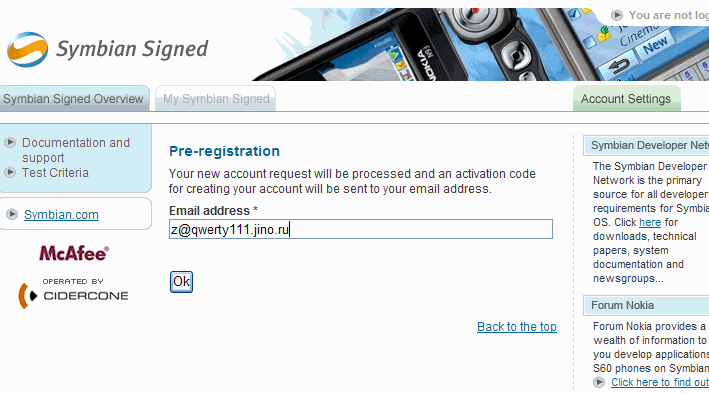 You are not log
Symbian Signed
NOKIA
N93
Cinema
New
Symbian Signed Overview
My Symbian Signed
Account Settings
Documentation and
support
Test Criteria
Symbian.com
McAfee
OPERATED BY
CIDERCONE
Pre-registration
Your new account request will be processed and an activation code
for creating your account will be sent to your email address.
Email address *
z@qwerty111.jino.ru
Ok
Back to the top
Symbian Developer Netw
The Symbian Developer
Network is the primary
source for all developer
requirements for Symbia
OS. Click here for
downloads, technical
papers, system
documentation and
newsgroups...
Forum Nokia
Forum Nokia provides a
wealth of information to
you develop applications
S60 phones on Symbian
Click here to find out